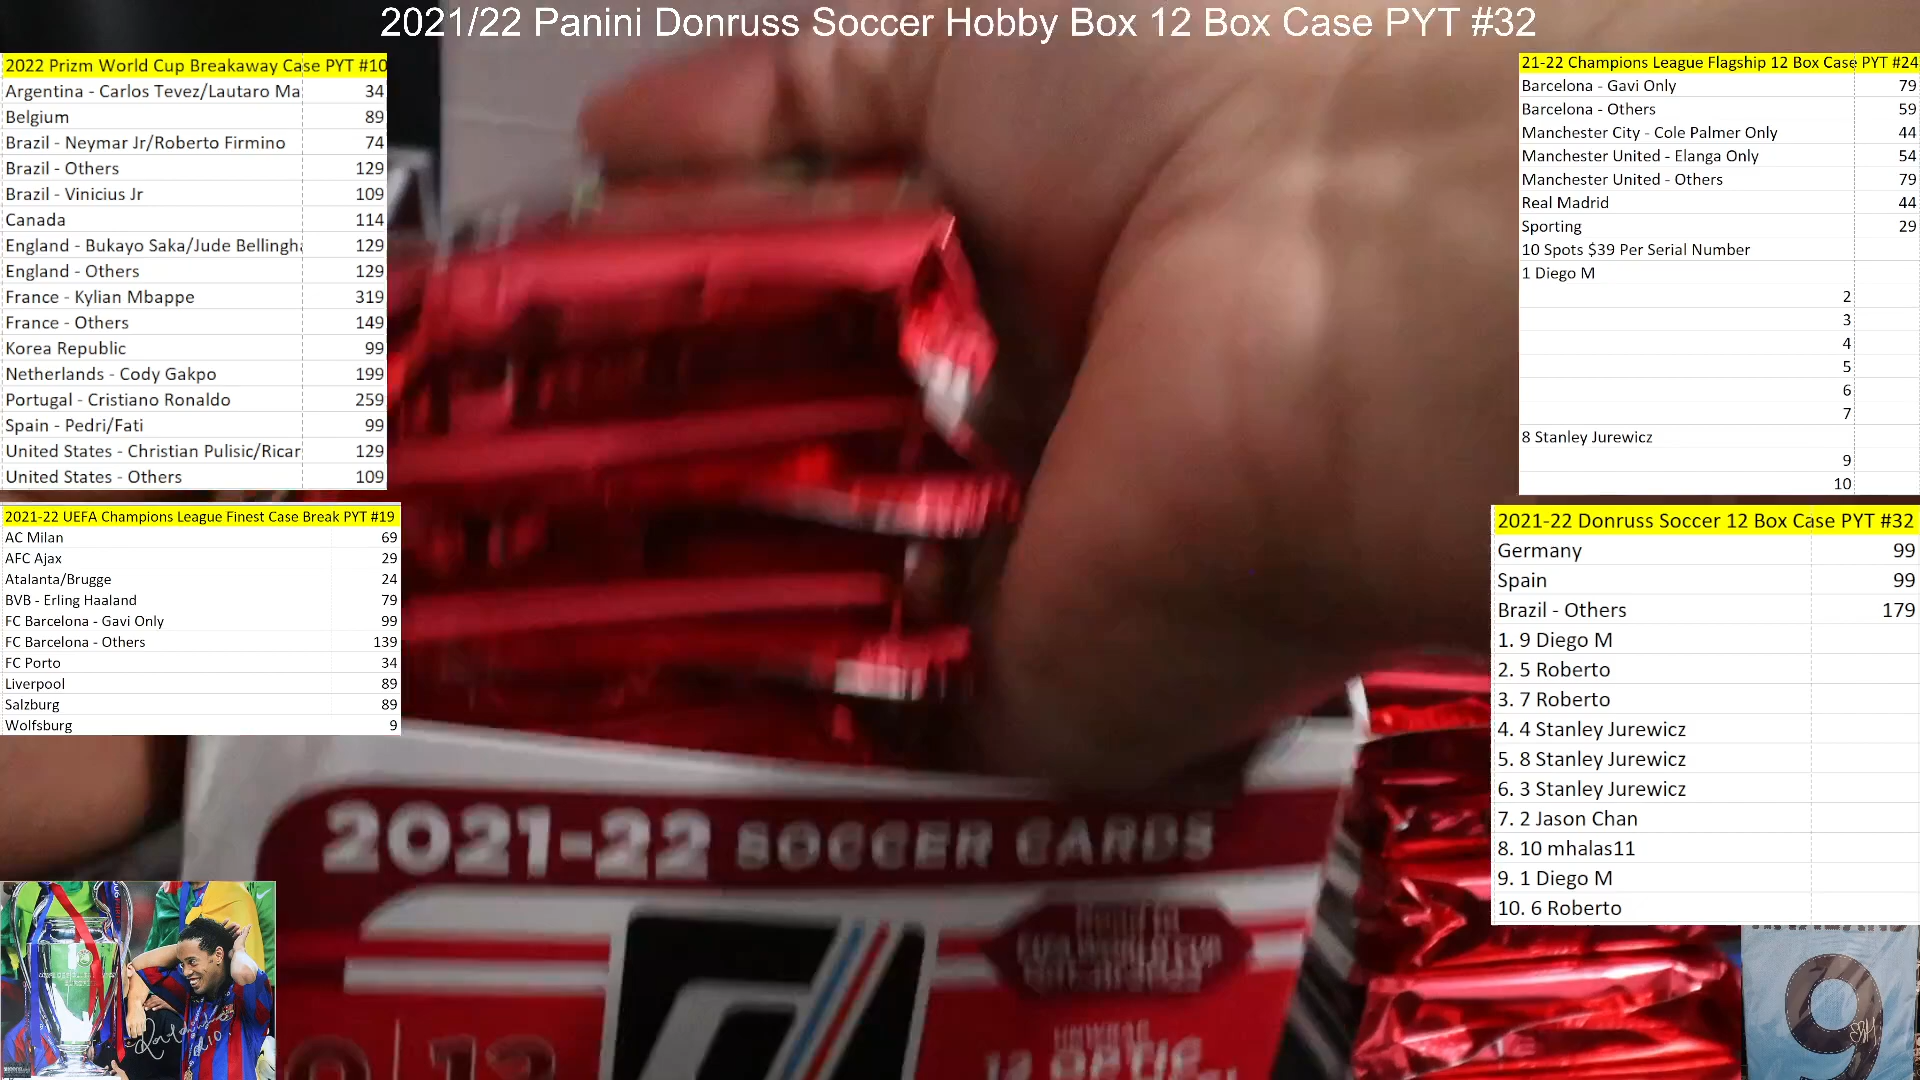 2021/22 Panini Donruss Soccer Hobby Box 12 Box Case PYT #32
2022 Prizm World Cup Breakaway Case PYT #10
Argentina - Carlos Tevez/Lautaro Ma 34
Belgium 89
Brazil - Neymar Jr/Roberto Firmino 74
Brazil - Others 129
Brazil - Vinicius Jr 109
Canada 114
England - Bukayo Saka/Jude Bellingh 129
England - Others 129
France - Kylian Mbappe 319
France - Others 149
Korea Republic 99
Netherlands - Cody Gakpo 199
Portugal - Cristiano Ronaldo 259
Spain - Pedri/Fati 99
United States - Christian Pulisic/Ricar 129
United States - Others 109
2021-22 UEFA Champions League Finest Case Break PYT #19
AC Milan 69
AFC Ajax 29
Atalanta/Brugge 24
BVB - Erling Haaland 79
FC Barcelona - Gavi Only 99
FC Barcelona - Others 139
FC Porto 34
Liverpool 89
Salzburg 89
Wolfsburg 9
21-22 Champions League Flagship 12 Box Case PYT #24
Barcelona - Gavi Only 79
Barcelona - Others 59
Manchester City - Cole Palmer Only 44
Manchester United - Elanga Only 54
Manchester United - Others 79
Real Madrid 44
Sporting 29
10 Spots $39 Per Serial Number
1 Diego M
2
3
4
5
6
7
8 Stanley Jurewicz
9
10
2021-22 Donruss Soccer 12 Box Case PYT #32
Germany 99
Spain 99
Brazil - Others 179
1. 9 Diego M
2. 5 Roberto
3. 7 Roberto
4. 4 Stanley Jurewicz
5. 8 Stanley Jurewicz
6. 3 Stanley Jurewicz
7. 2 Jason Chan
8. 10 mhalas11
9. 1 Diego M
10. 6 Roberto
2021-22 SOCCER CARDS
ROAD TO
FIFA WORLD CUP
9